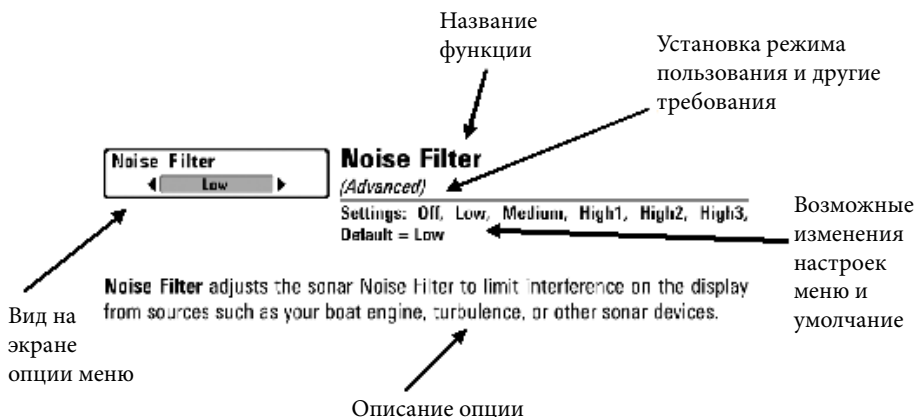 Название
функции
Установка режима
пользования и другие
требования
Noise Filter
Low
Noise Filter
(Advanced)
Settings: Off, Low, Medium, High1, High2, High3,
Default = Low
Возможные
изменения
настроек
меню и
умолчание
Noise Filter adjusts the sonar Noise Filter to limit interference on the display
from sources such as your boat engine, turbulence, or other sonar devices.
Вид на
экране
опции меню
Описание опции